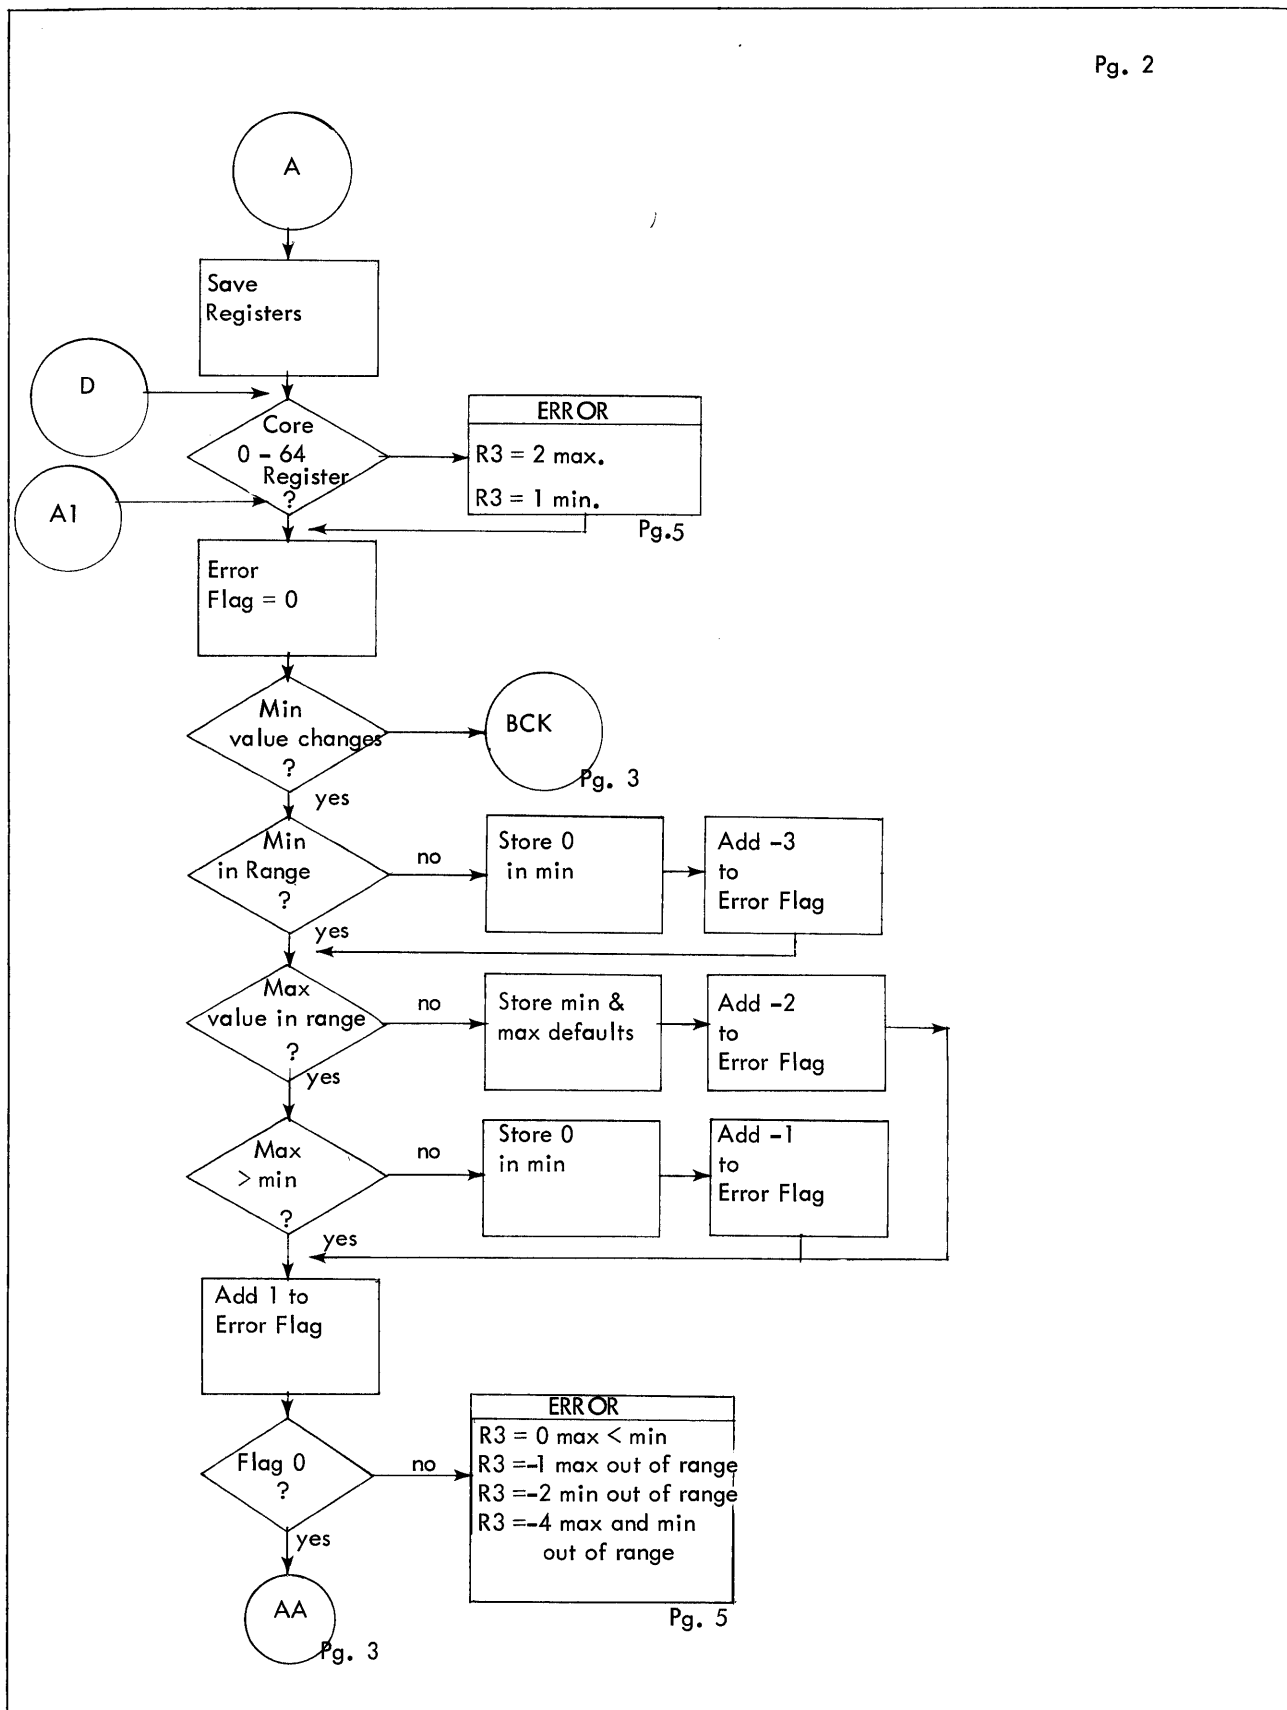 Pg. 2
A
Save
Registers
D
Core
0 - 64
Register
?
ERROR
R3 = 2 max.
R3 = 1 min.
Pg.5
A1
Error
Flag = 0
Min
value changes
?
BCK
Pg. 3
yes
Min
in Range
?
no
Store 0
in min
Add -3
to
Error Flag
yes
Max
value in range
?
no
Store min &
max defaults
Add -2
to
Error Flag
yes
Max
> min
?
no
Store 0
in min
Add -1
to
Error Flag
yes
Add 1 to
Error Flag
Flag 0
?
no
ERROR
R3 = 0 max < min
R3 =-1 max out of range
R3 =-2 min out of range
R3 =-4 max and min
out of range
Pg. 5
yes
AA
Pg. 3